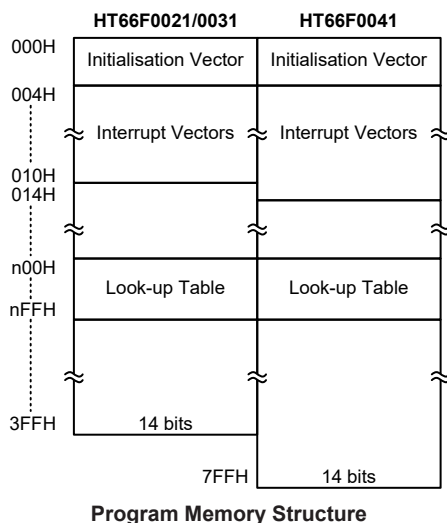 HT66F0021/0031 HT66F0041
000H
Initialisation Vector Initialisation Vector
004H
Interrupt Vectors Interrupt Vectors
010H
014H
n00H
Look-up Table Look-up Table
nFFH
3FFH 14 bits
7FFH 14 bits
Program Memory Structure